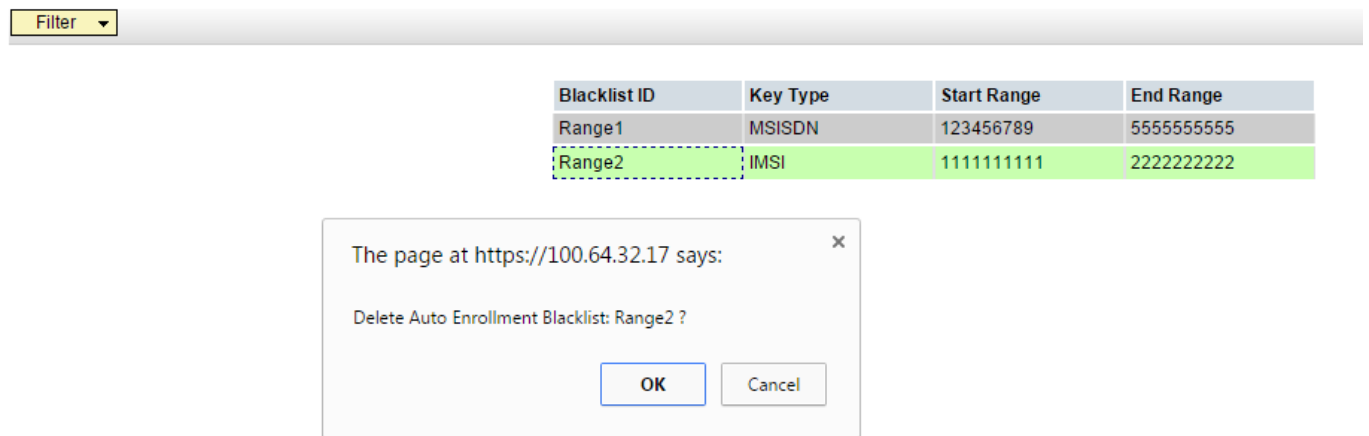 Filter
Blacklist ID Key Type Start Range End Range
Range1 MSISDN 123456789 5555555555
Range2 IMSI 1111111111 2222222222
The page at https://100.64.32.17 says:
Delete Auto Enrollment Blacklist: Range2 ?
OK Cancel